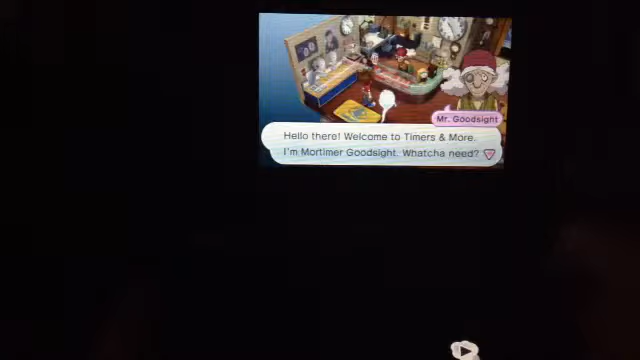 Mr. Goodsight
Hello there! Welcome to Timers & More.
I'm Mortimer Goodsight. Whatcha need?